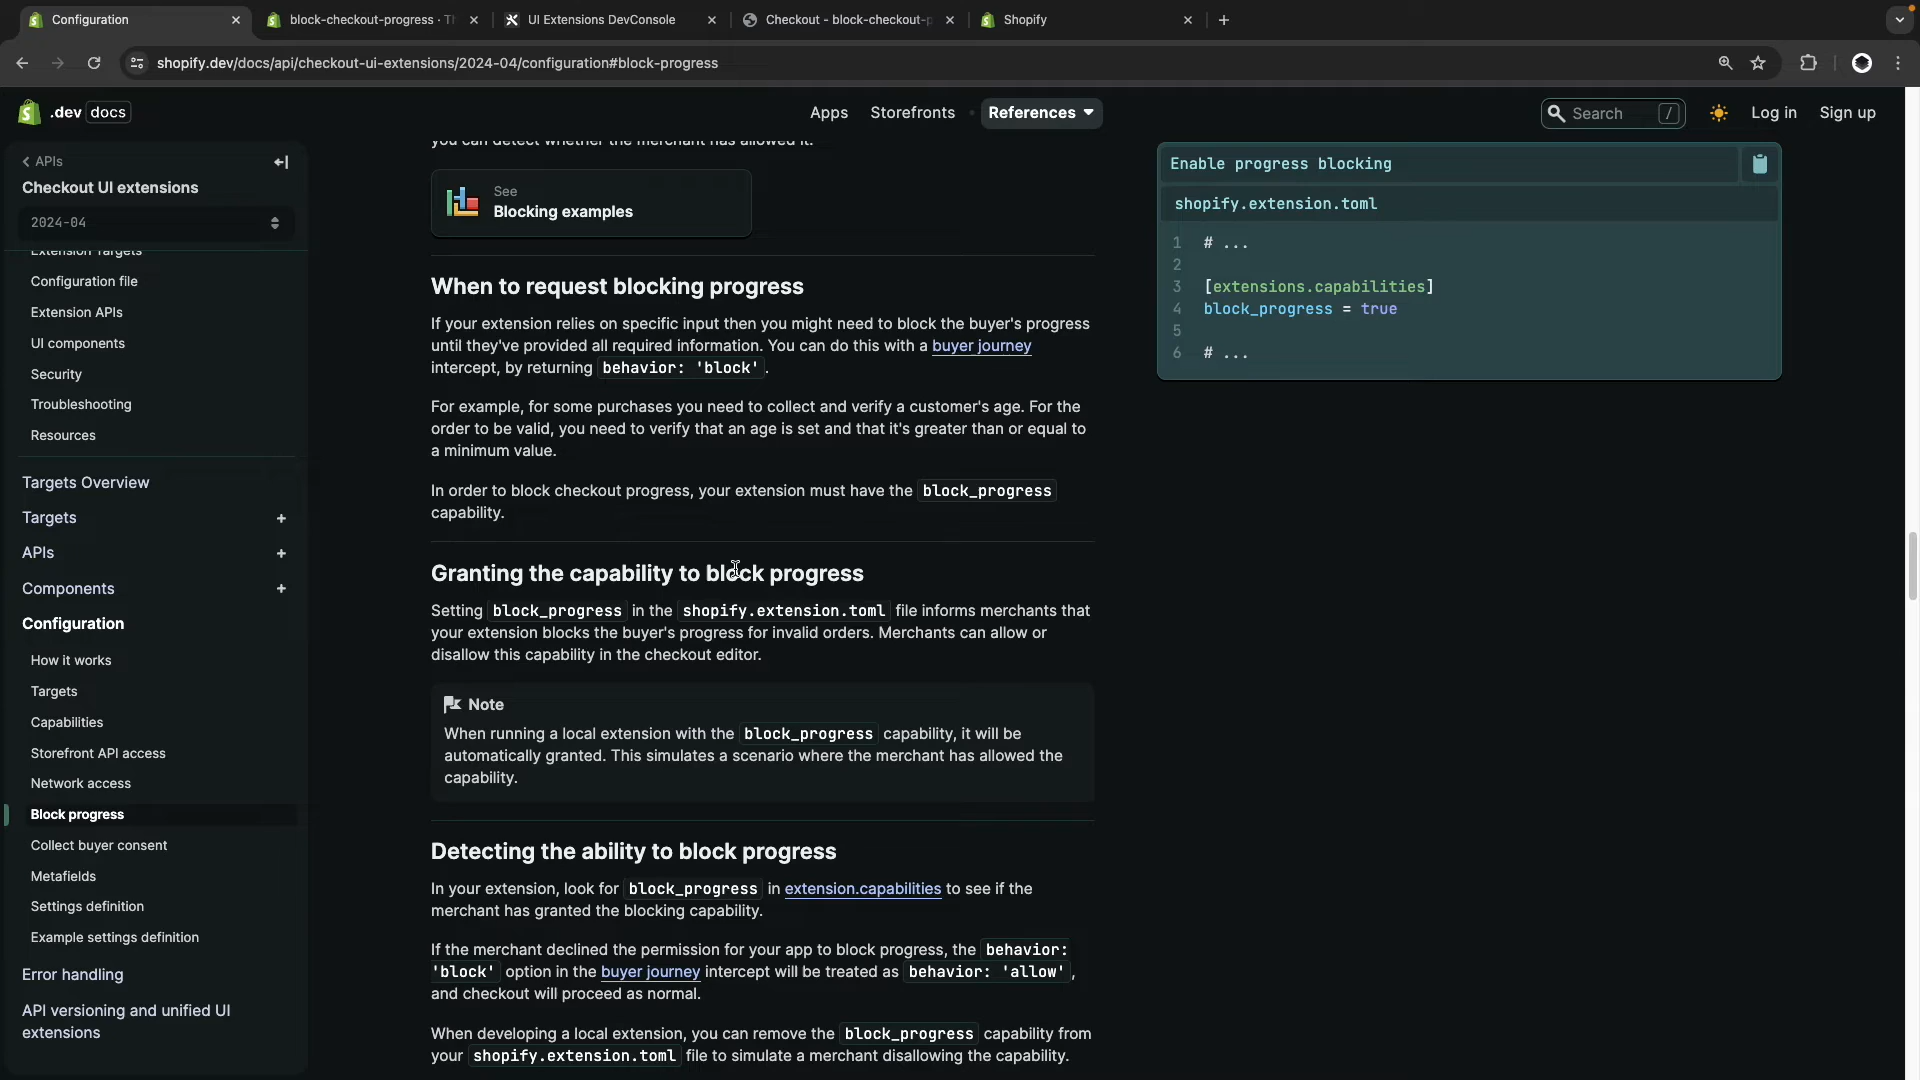 Configuration
block-checkout-progress · Th
UI Extensions DevConsole
Checkout - block-checkout-p
Shopify
shopify.dev/docs/api/checkout-ui-extensions/2024-04/configuration#block-progress
.dev docs
Apps
Storefronts
References
Search /
Log in
Sign up
APIs
Checkout UI extensions
2024-04
Extension Targets
Configuration file
Extension APIs
UI components
Security
Troubleshooting
Resources
Targets Overview
Targets +
APIs +
Components +
Configuration
How it works
Targets
Capabilities
Storefront API access
Network access
Block progress
Collect buyer consent
Metafields
Settings definition
Example settings definition
Error handling
API versioning and unified UI
extensions
you can detect whether the merchant has allowed it.
See
Blocking examples
When to request blocking progress
If your extension relies on specific input then you might need to block the buyer's progress
until they've provided all required information. You can do this with a buyer journey
intercept, by returning behavior: 'block'.
For example, for some purchases you need to collect and verify a customer's age. For the
order to be valid, you need to verify that an age is set and that it's greater than or equal to
a minimum value.
In order to block checkout progress, your extension must have the block_progress
capability.
Granting the capability to block progress
Setting block_progress in the shopify.extension.toml file informs merchants that
your extension blocks the buyer's progress for invalid orders. Merchants can allow or
disallow this capability in the checkout editor.
Note
When running a local extension with the block_progress capability, it will be
automatically granted. This simulates a scenario where the merchant has allowed the
capability.
Detecting the ability to block progress
In your extension, look for block_progress in extension.capabilities to see if the
merchant has granted the blocking capability.
If the merchant declined the permission for your app to block progress, the behavior:
'block' option in the buyer journey intercept will be treated as behavior: 'allow',
and checkout will proceed as normal.
When developing a local extension, you can remove the block_progress capability from
your shopify.extension.toml file to simulate a merchant disallowing the capability.
Enable progress blocking
shopify.extension.toml
1 # ...
2
3 [extensions.capabilities]
4 block_progress = true
5
6 # ...